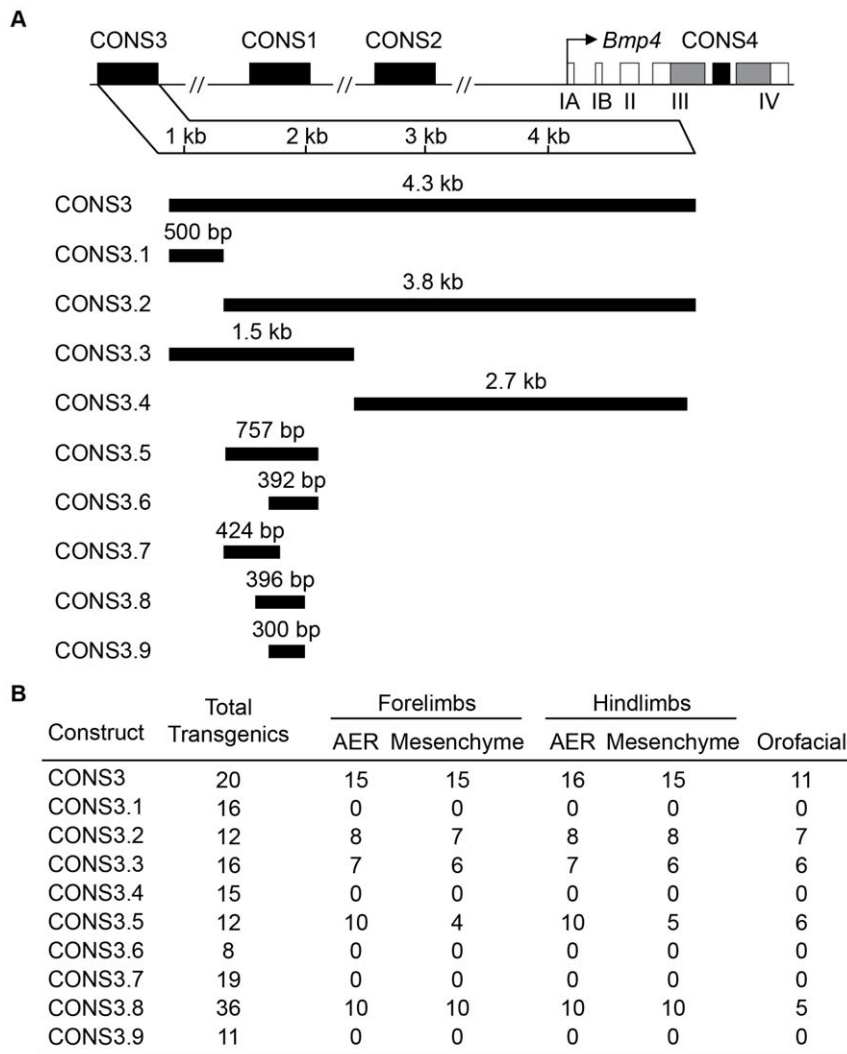 A
CONS3 CONS1 CONS2 Bmp4 CONS4
// // //
IA IB II III IV
1 kb 2 kb 3 kb 4 kb
4.3 kb
CONS3
500 bp
CONS3.1
3.8 kb
CONS3.2
1.5 kb
CONS3.3
2.7 kb
CONS3.4
757 bp
CONS3.5
392 bp
CONS3.6
424 bp
CONS3.7
396 bp
CONS3.8
300 bp
CONS3.9
B
Total Forelimbs Hindlimbs
Construct Transgenics AER Mesenchyme AER Mesenchyme Orofacial
CONS3 20 15 15 16 15 11
CONS3.1 16 0 0 0 0 0
CONS3.2 12 8 7 8 8 7
CONS3.3 16 7 6 7 6 6
CONS3.4 15 0 0 0 0 0
CONS3.5 12 10 4 10 5 6
CONS3.6 8 0 0 0 0 0
CONS3.7 19 0 0 0 0 0
CONS3.8 36 10 10 10 10 5
CONS3.9 11 0 0 0 0 0